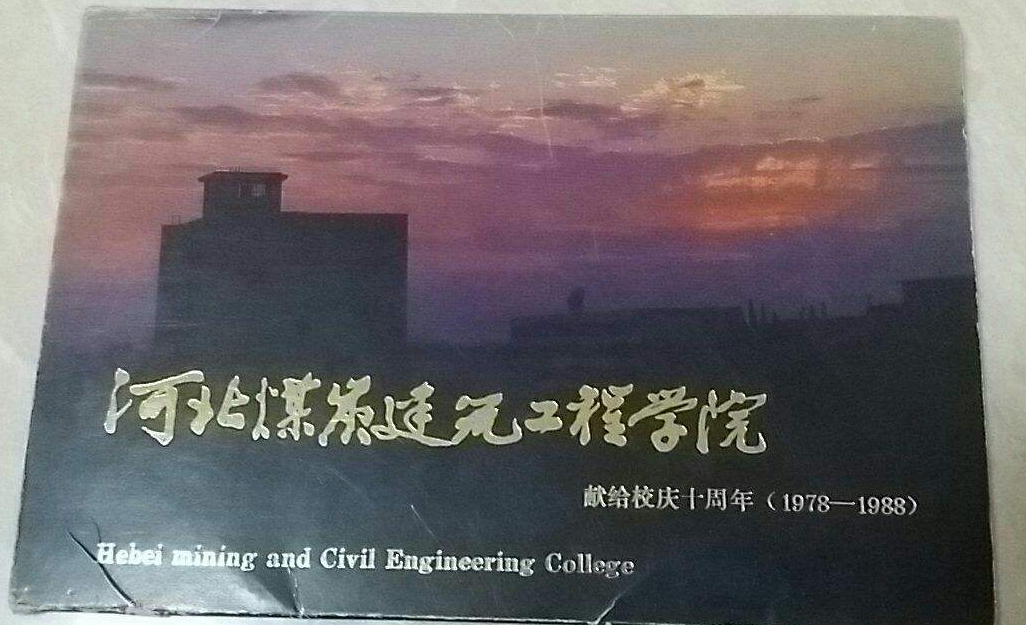 河北煤炭建筑工程学院
献给校庆十周年（1978—1988）
Hebei mining and Civil Engineering College